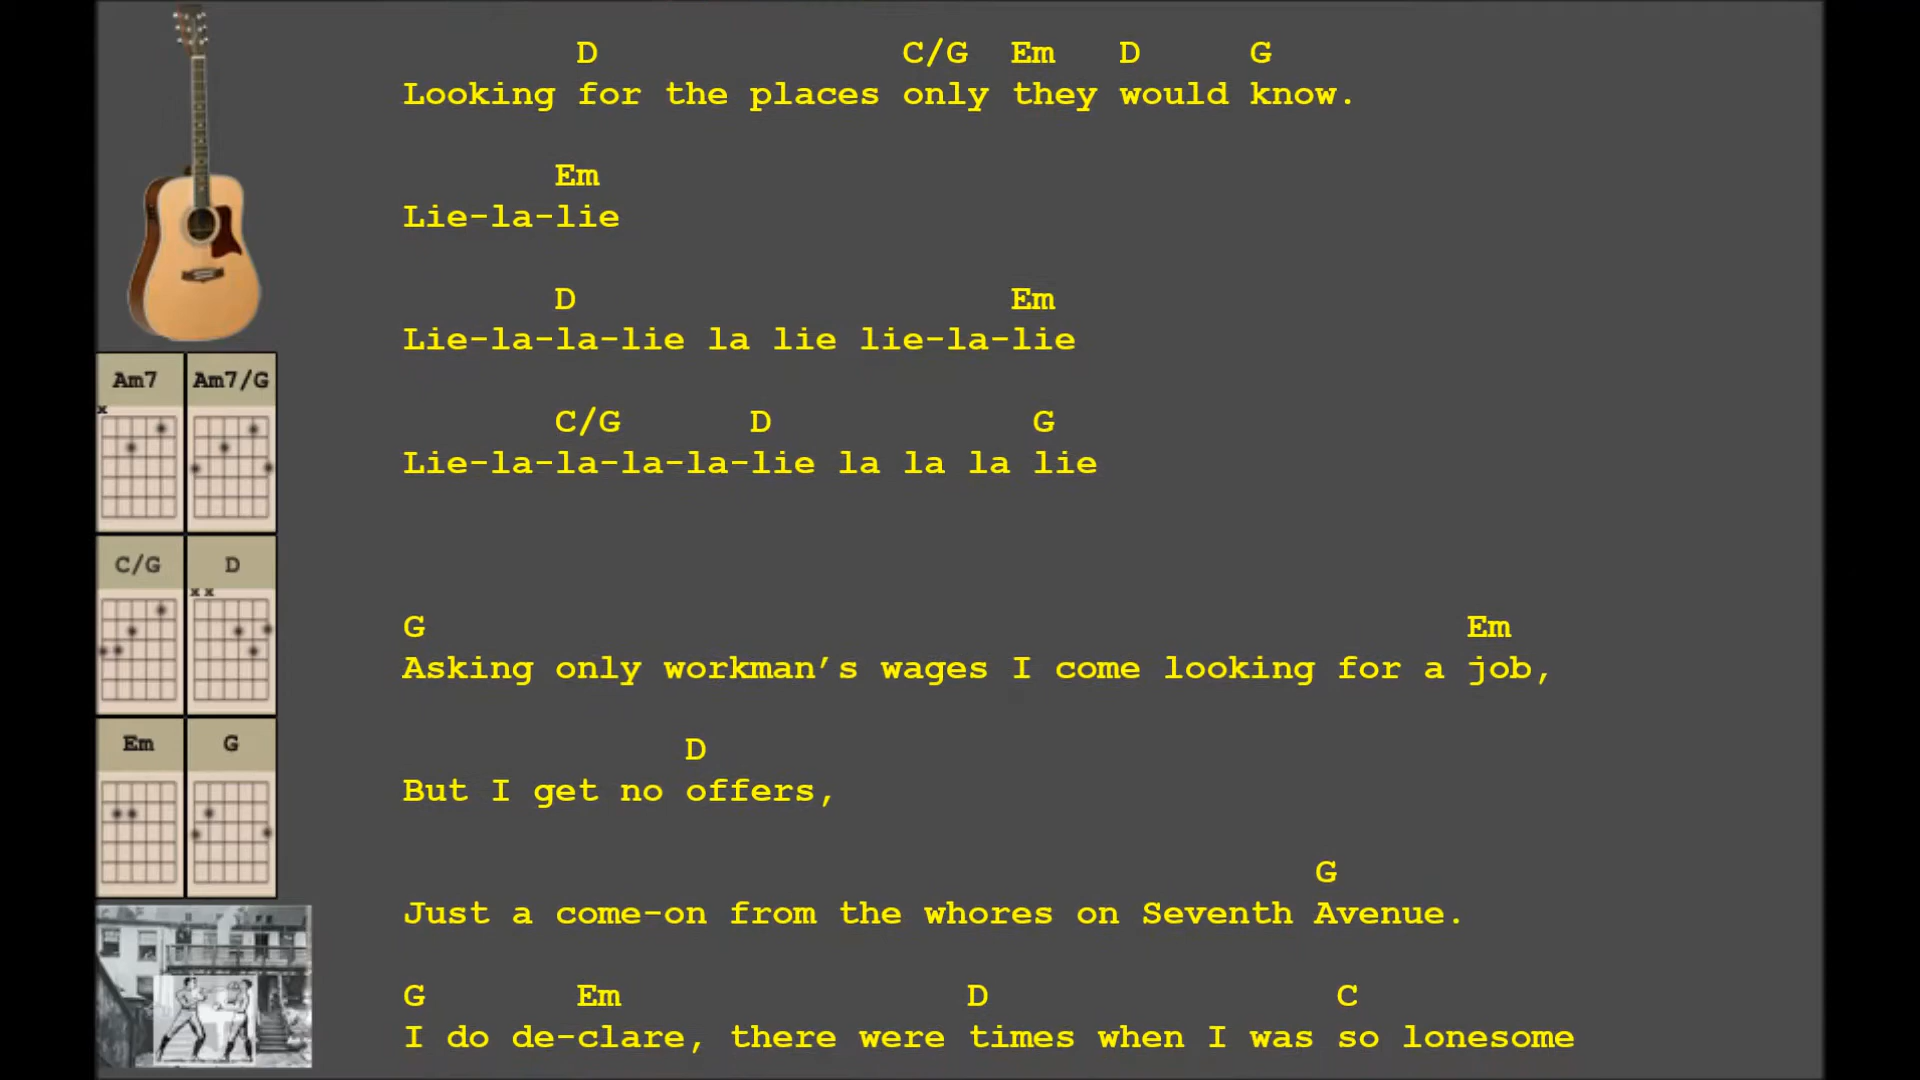 D C/G Em D G
Looking for the places only they would know.
Em
Lie-la-lie
D Em
Lie-la-la-lie la lie lie-la-lie
C/G D G
Lie-la-la-la-la-lie la la la lie
G Em
Asking only workman’s wages I come looking for a job,
D
But I get no offers,
G
Just a come-on from the whores on Seventh Avenue.
G Em D C
I do de-clare, there were times when I was so lonesome
Am7 Am7/G
x
C/G D
x x
Em G